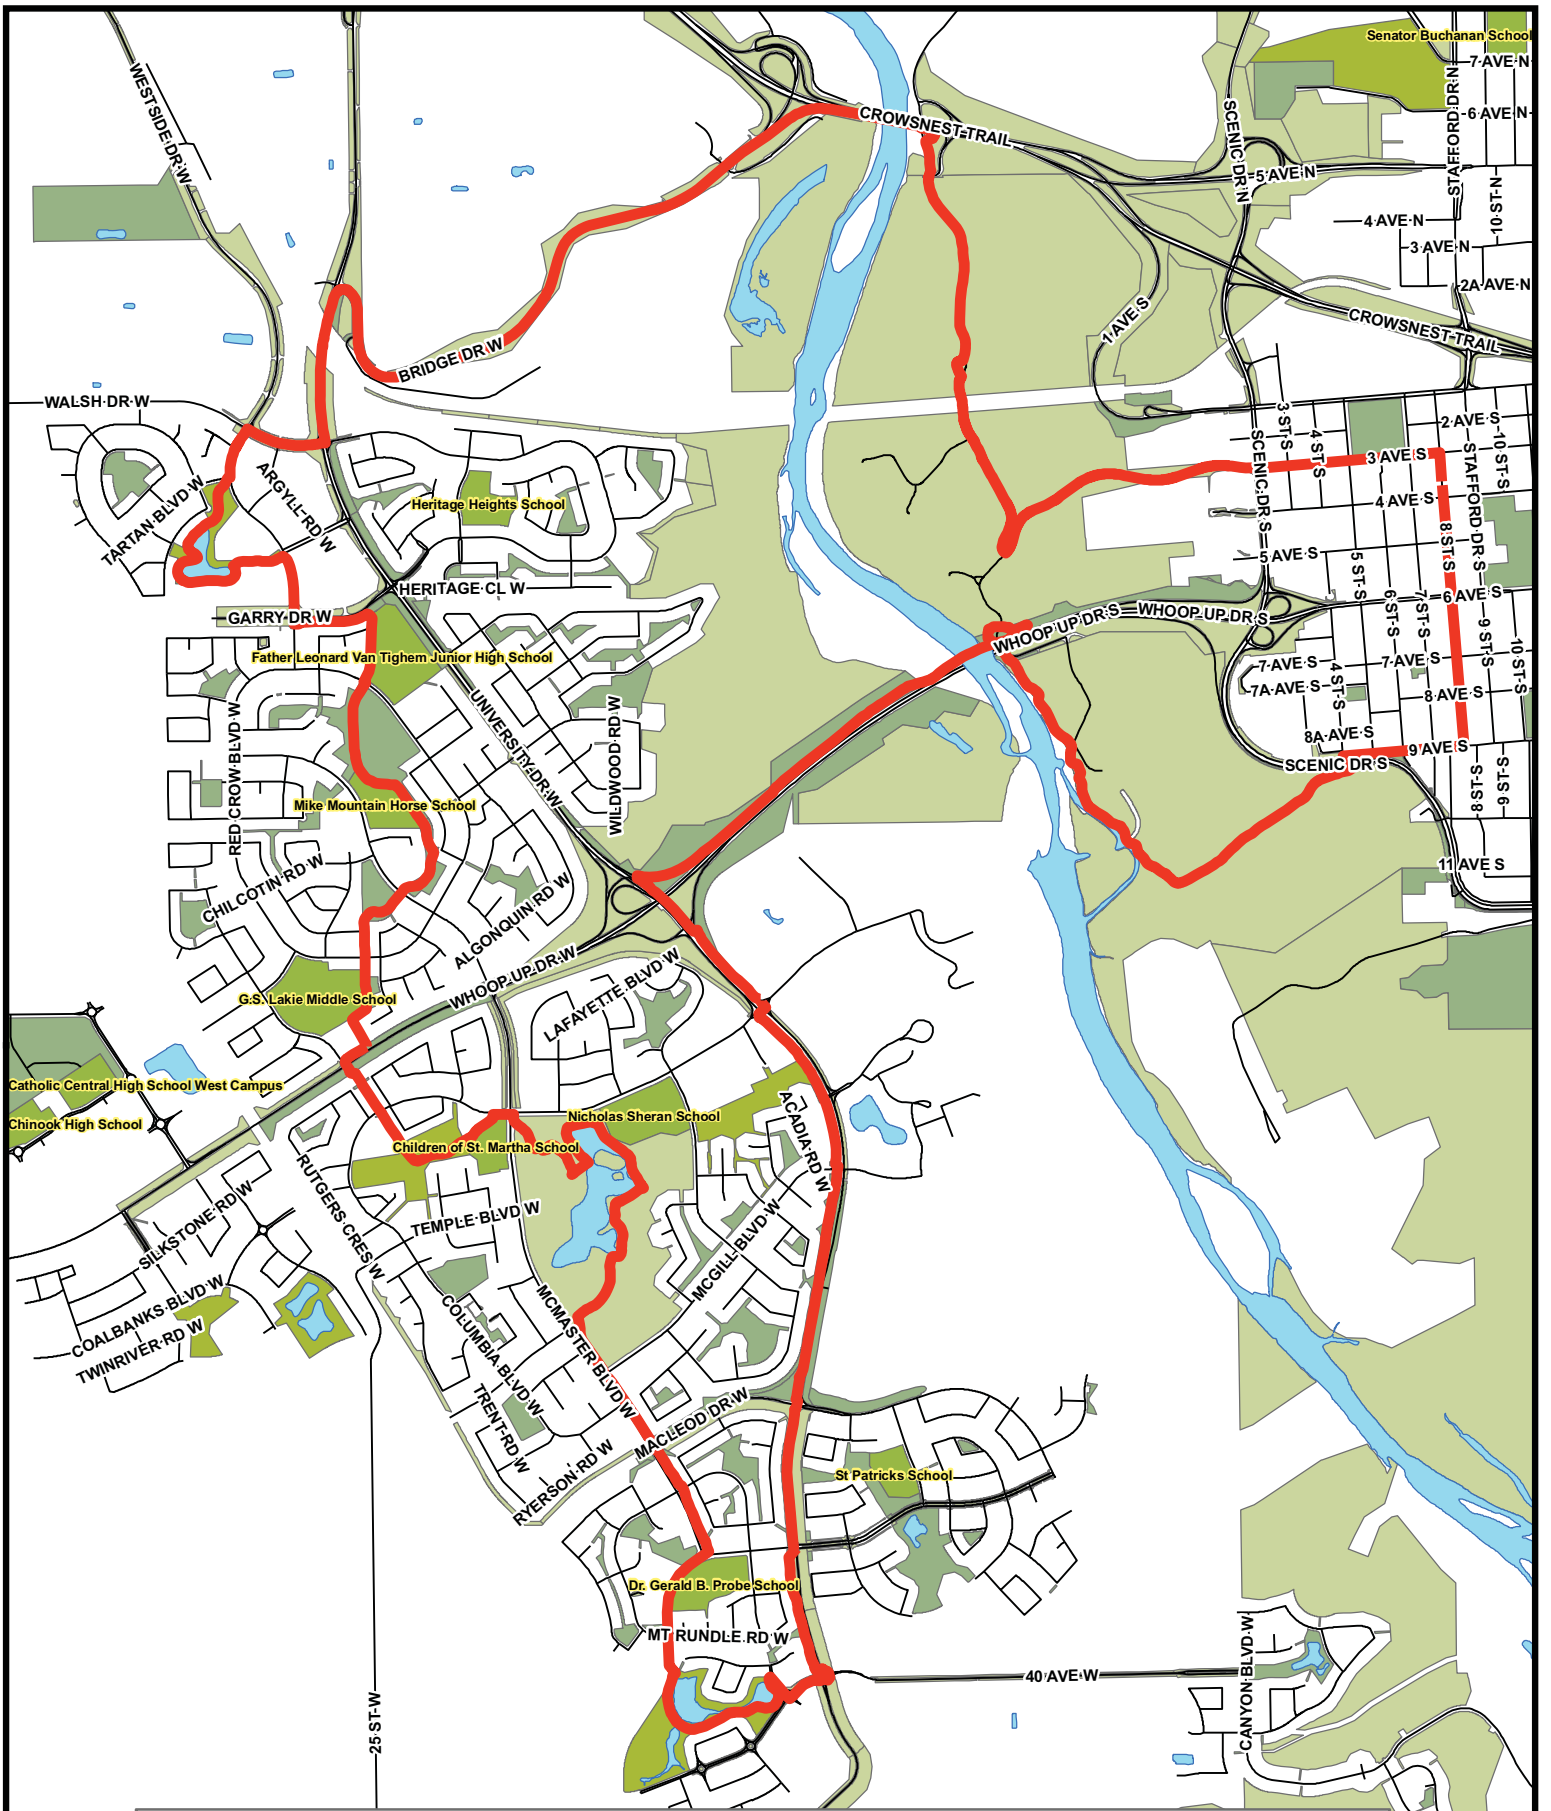 Senator Buchanan School
7 AVE N
WESTSIDE DR W
STAFFORD DR N
6 AVE N
CROWSNEST TRAIL
SCENIC DR N
5 AVE N
10 ST N
4 AVE N
3 AVE N
2A AVE N
1 AVE S
CROWSNEST TRAIL
BRIDGE DR W
WALSH DR W
3 ST S
4 ST S
2 AVE S
10 ST S
SCENIC DR S
3 AVE S
STAFFORD DR S
TARTAN BLVD W
ARGYLL RD W
Heritage Heights School
4 AVE S
8 ST S
5 AVE S
5 ST S
HERITAGE CL W
6 AVE S
6 ST S
7 ST S
GARRY DR W
WHOOP UP DR S
WHOOP UP DR S
9 ST S
10 ST S
Father Leonard Van Tighem Junior High School
7 AVE S
7 AVE S
7A AVE S
4 ST S
8 AVE S
UNIVERSITY DR W
WILDWOOD RD W
RED CROW BLVD W
8A AVE S
9 AVE S
SCENIC DR S
8 ST S
9 ST S
Mike Mountain Horse School
11 AVE S
CHILCOTIN RD W
ALGONQUIN RD W
WHOOP UP DR W
LAFAYETTE BLVD W
G.S. Lakie Middle School
Catholic Central High School West Campus
Chinook High School
Nicholas Sheran School
ACADIA RD W
Children of St. Martha School
RUTGERS CRES W
SILKSTONE RD W
TEMPLE BLVD W
MCGILL BLVD W
COALBANKS BLVD W
TWINRIVER RD W
COLUMBIA BLVD W
MCMASTER BLVD W
TRENT RD W
MACLEOD DR W
RYERSON RD W
St Patricks School
Dr. Gerald B. Probe School
MT RUNDLE RD W
40 AVE W
CANYON BLVD W
25 ST W